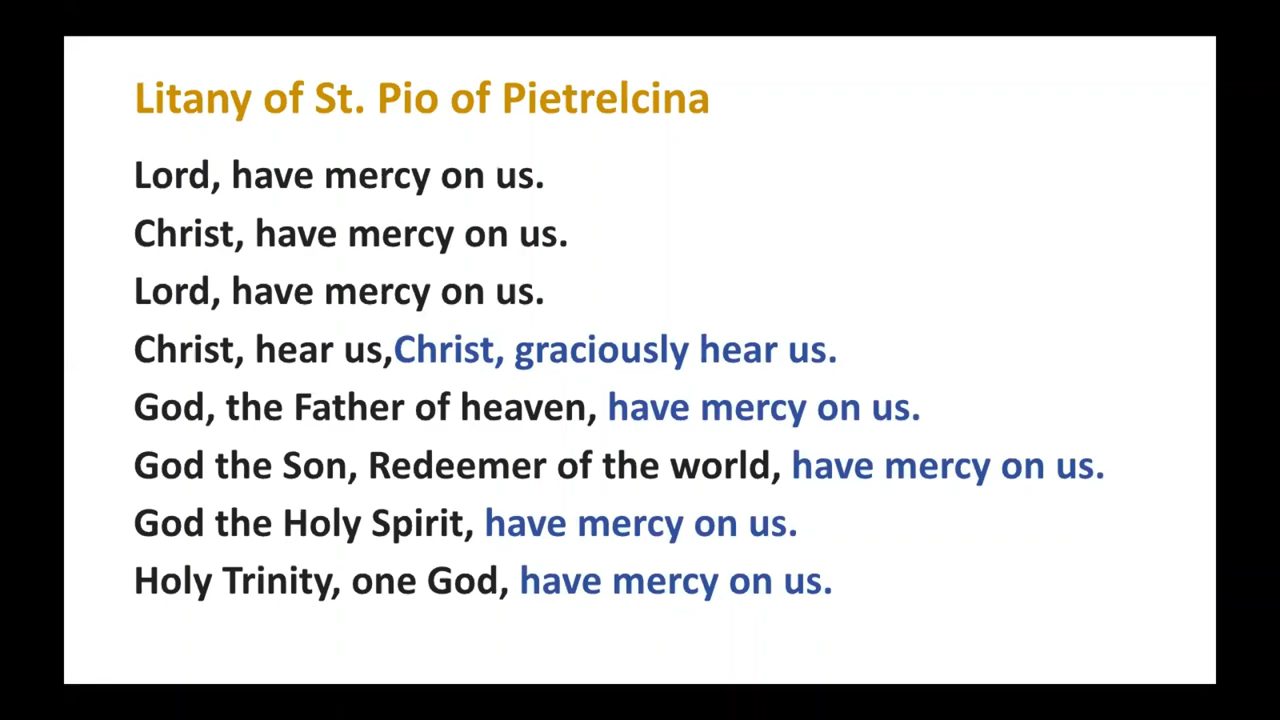 Litany of St. Pio of Pietrelcina
Lord, have mercy on us.
Christ, have mercy on us.
Lord, have mercy on us.
Christ, hear us,Christ, graciously hear us.
God, the Father of heaven, have mercy on us.
God the Son, Redeemer of the world, have mercy on us.
God the Holy Spirit, have mercy on us.
Holy Trinity, one God, have mercy on us.